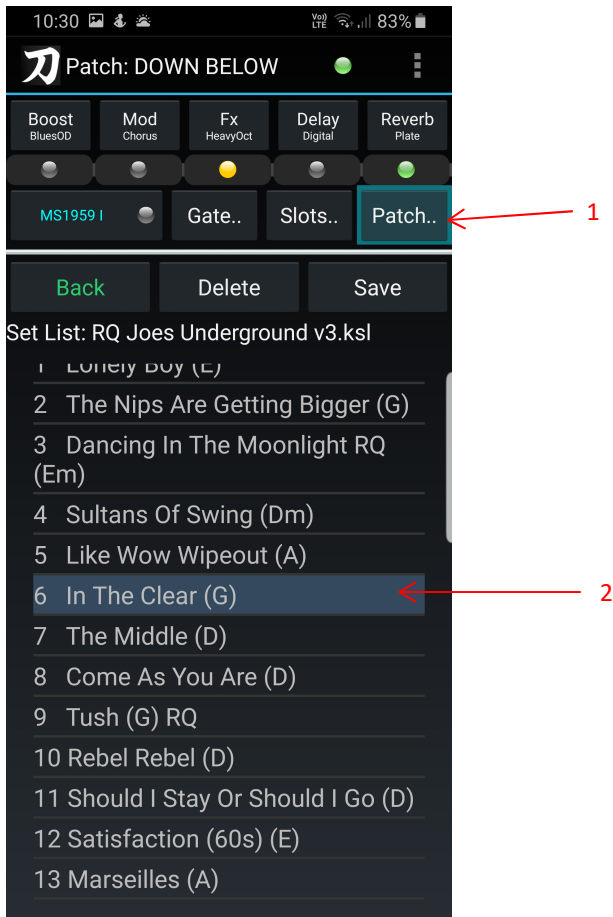 10:30 Vo) LTE 83%
刀 Patch: DOWN BELOW
Boost Mod Fx Delay Reverb
BluesOD Chorus HeavyOct Digital Plate
MS1959 I Gate.. Slots.. Patch.. 1
Back Delete Save
Set List: RQ Joes Underground v3.ksl
1 Lonely Boy (E)
2 The Nips Are Getting Bigger (G)
3 Dancing In The Moonlight RQ
(Em)
4 Sultans Of Swing (Dm)
5 Like Wow Wipeout (A)
6 In The Clear (G) 2
7 The Middle (D)
8 Come As You Are (D)
9 Tush (G) RQ
10 Rebel Rebel (D)
11 Should I Stay Or Should I Go (D)
12 Satisfaction (60s) (E)
13 Marseilles (A)